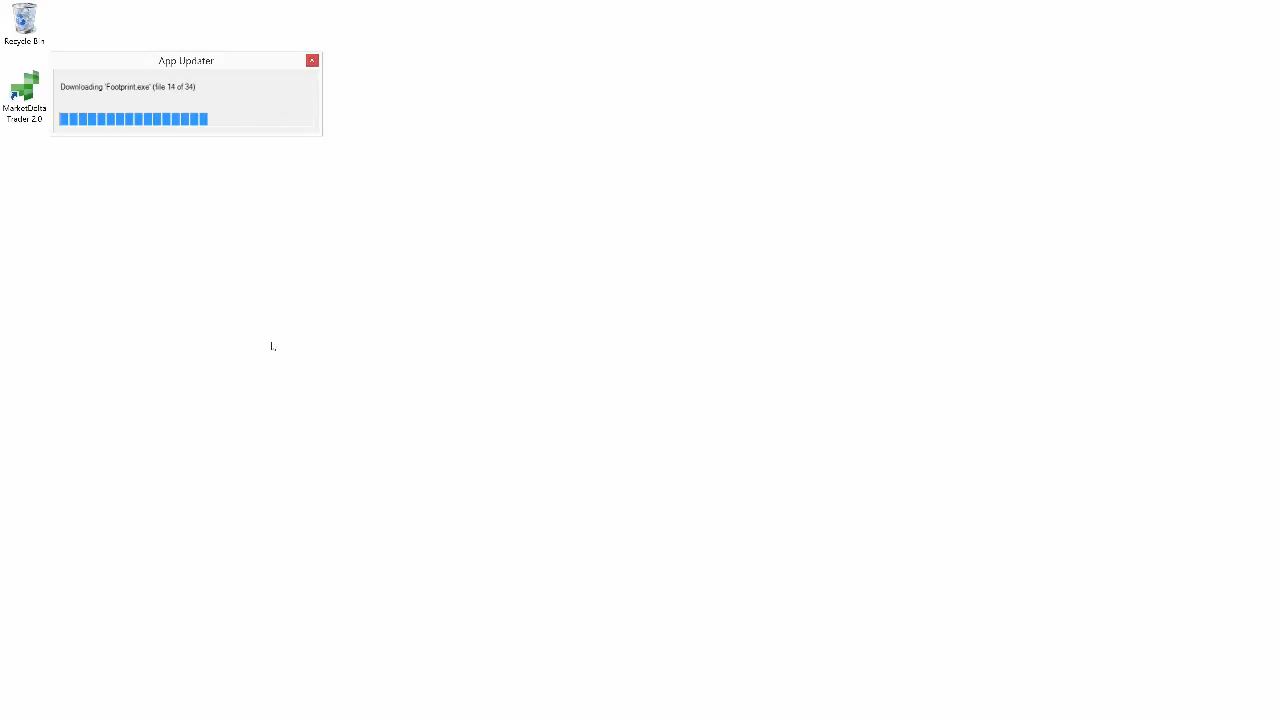 Recycle Bin
App Updater
Downloading 'Footprint.exe' (file 14 of 34)
MarketDelta
Trader 2.0